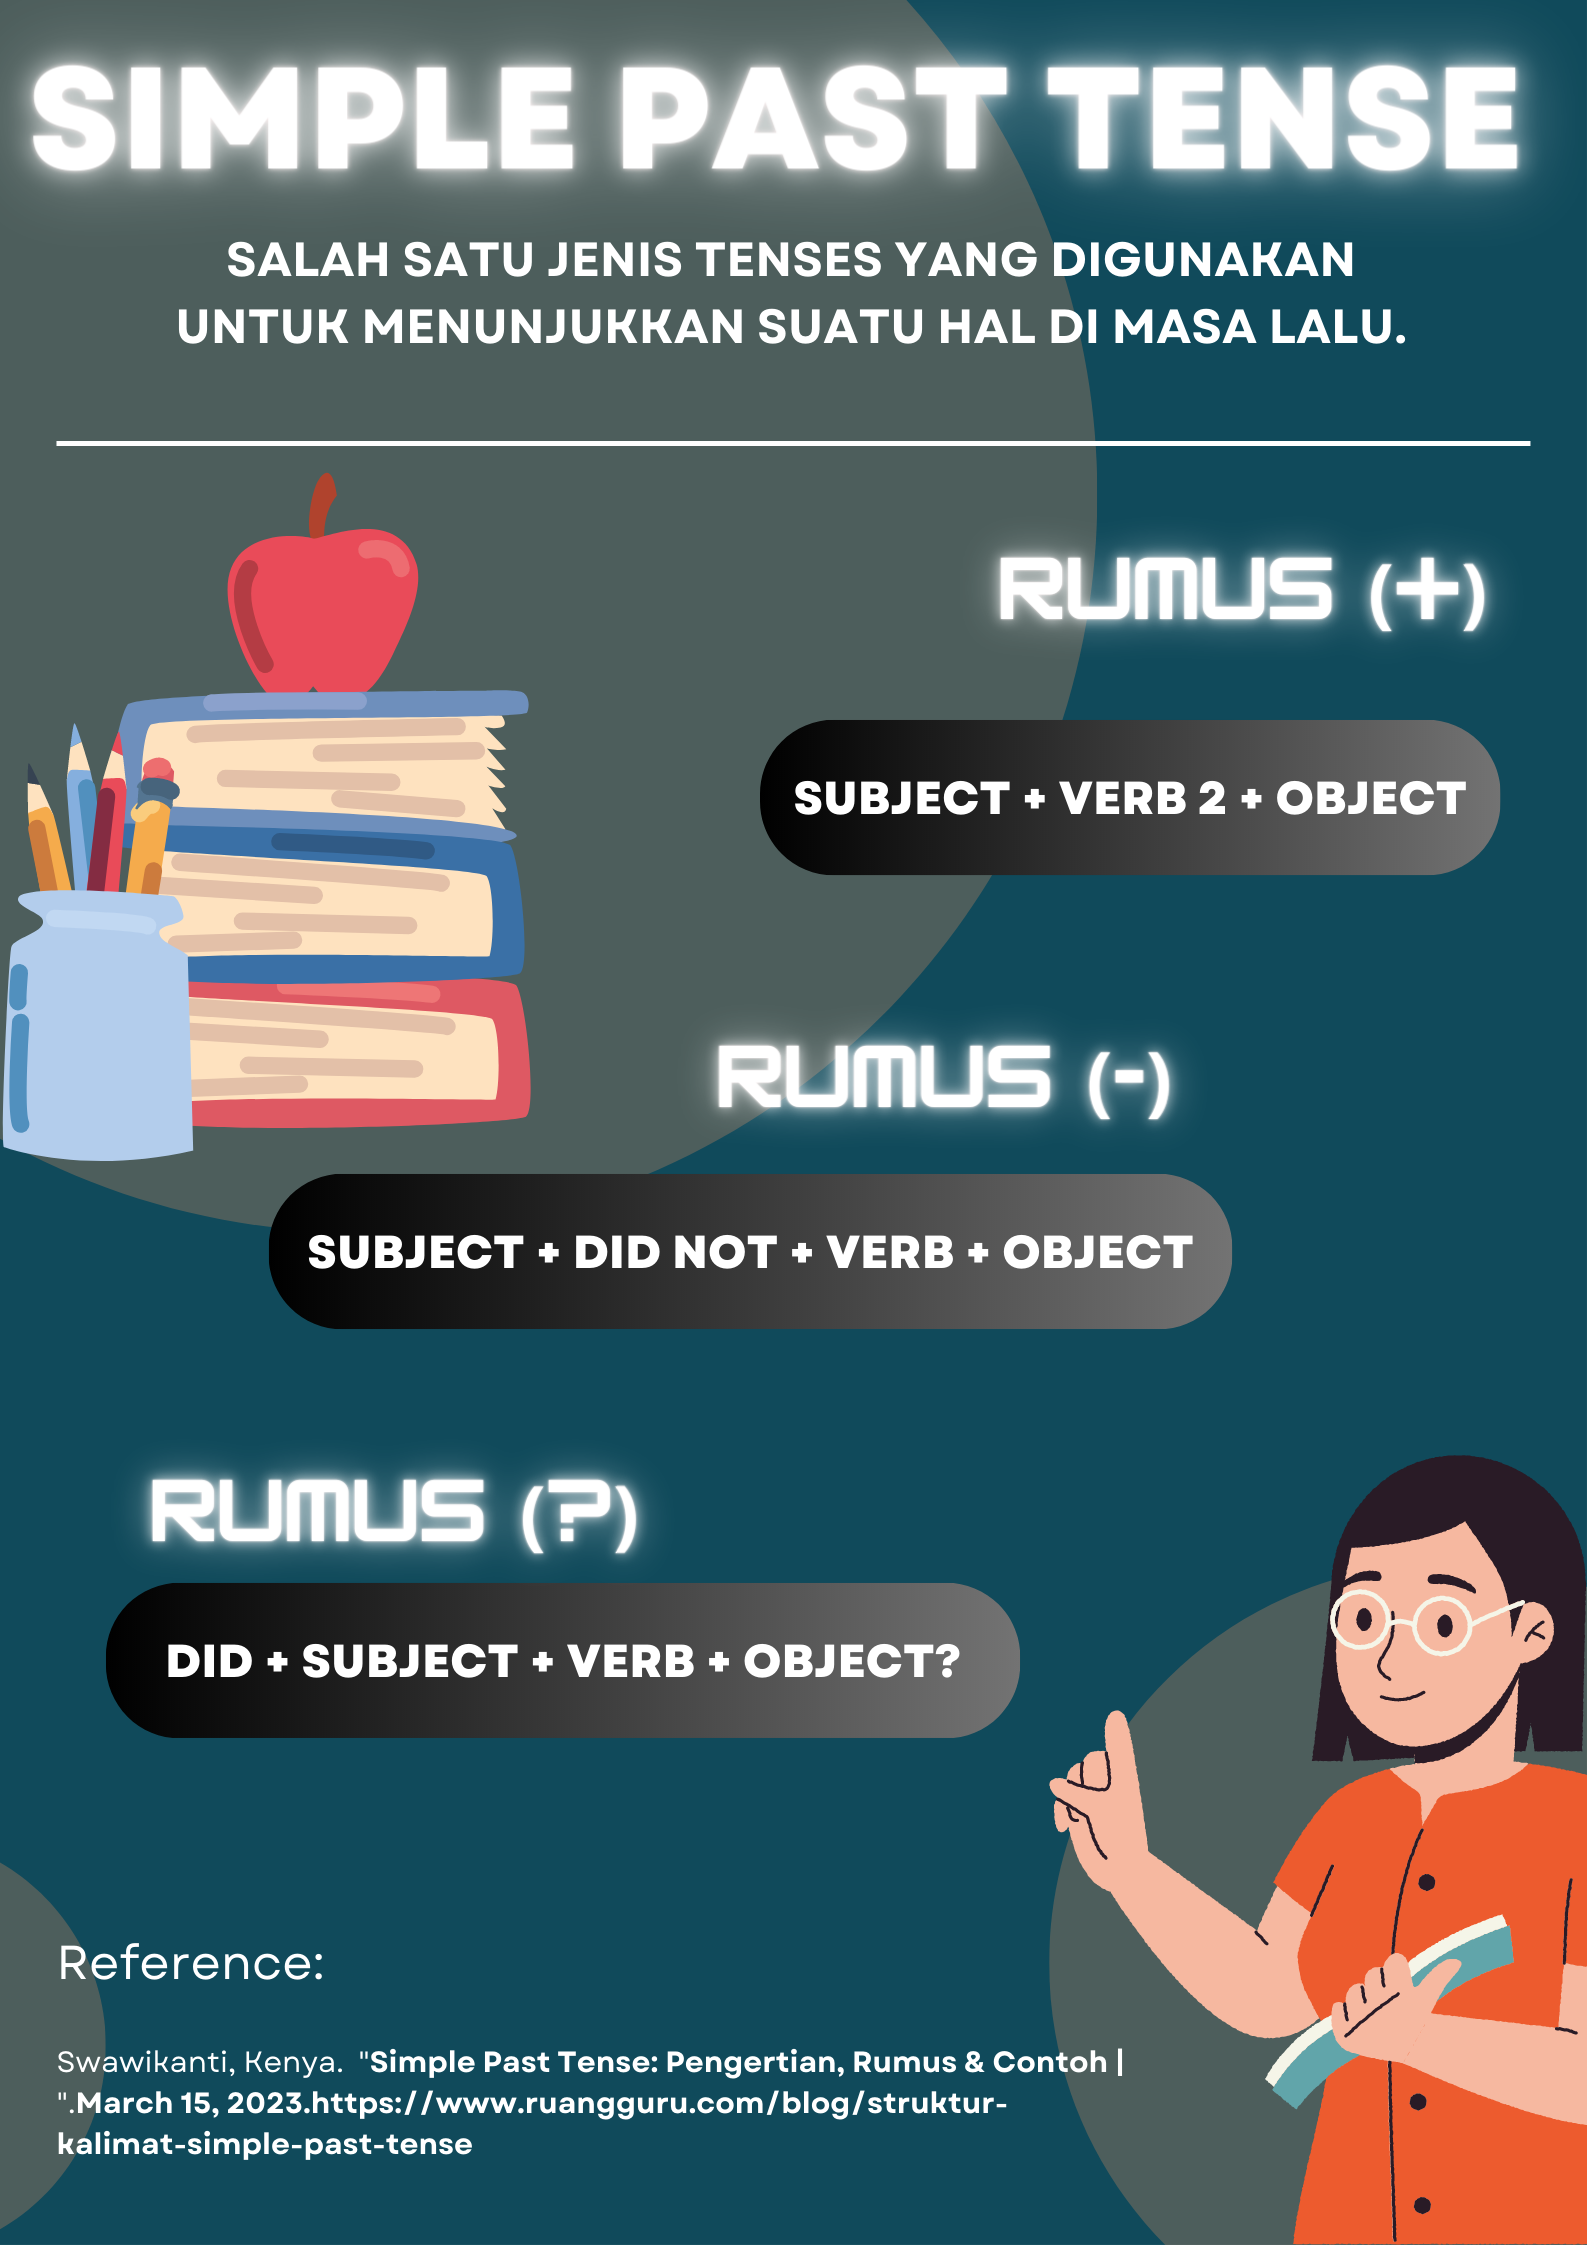 SIMPLE PAST TENSE
SALAH SATU JENIS TENSES YANG DIGUNAKAN
UNTUK MENUNJUKKAN SUATU HAL DI MASA LALU.
RUMUS (+)
SUBJECT + VERB 2 + OBJECT
RUMUS (-)
SUBJECT + DID NOT + VERB + OBJECT
RUMUS (?)
DID + SUBJECT + VERB + OBJECT?
Reference:
Swawikanti, Kenya.  "Simple Past Tense: Pengertian, Rumus & Contoh |
".March 15, 2023.https://www.ruangguru.com/blog/struktur-
kalimat-simple-past-tense